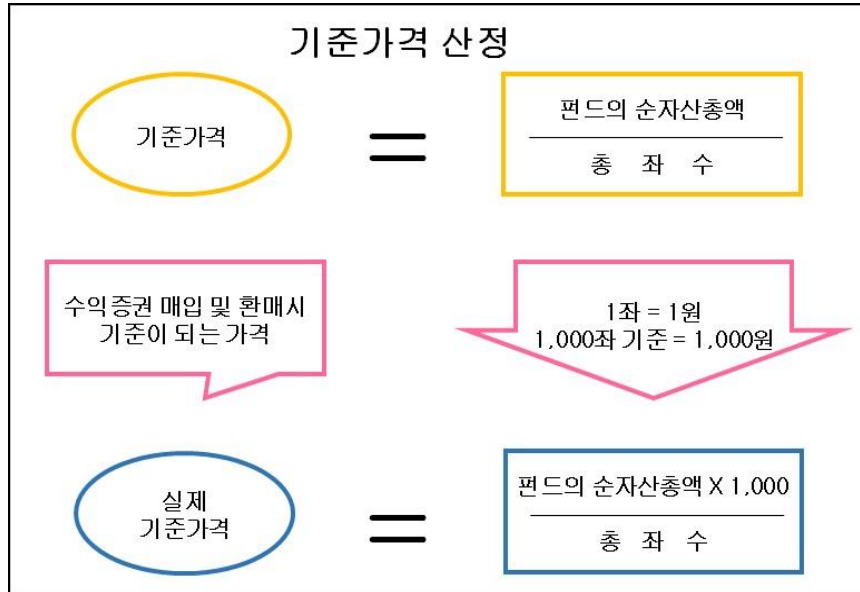 기준가격 산정
기준가격
=
펀드의 순자산총액
총 좌 수
수익증권 매입 및 환매시
기준이 되는 가격
1좌 = 1원
1,000좌 기준 = 1,000원
실제
기준가격
=
펀드의 순자산총액 X 1,000
총 좌 수